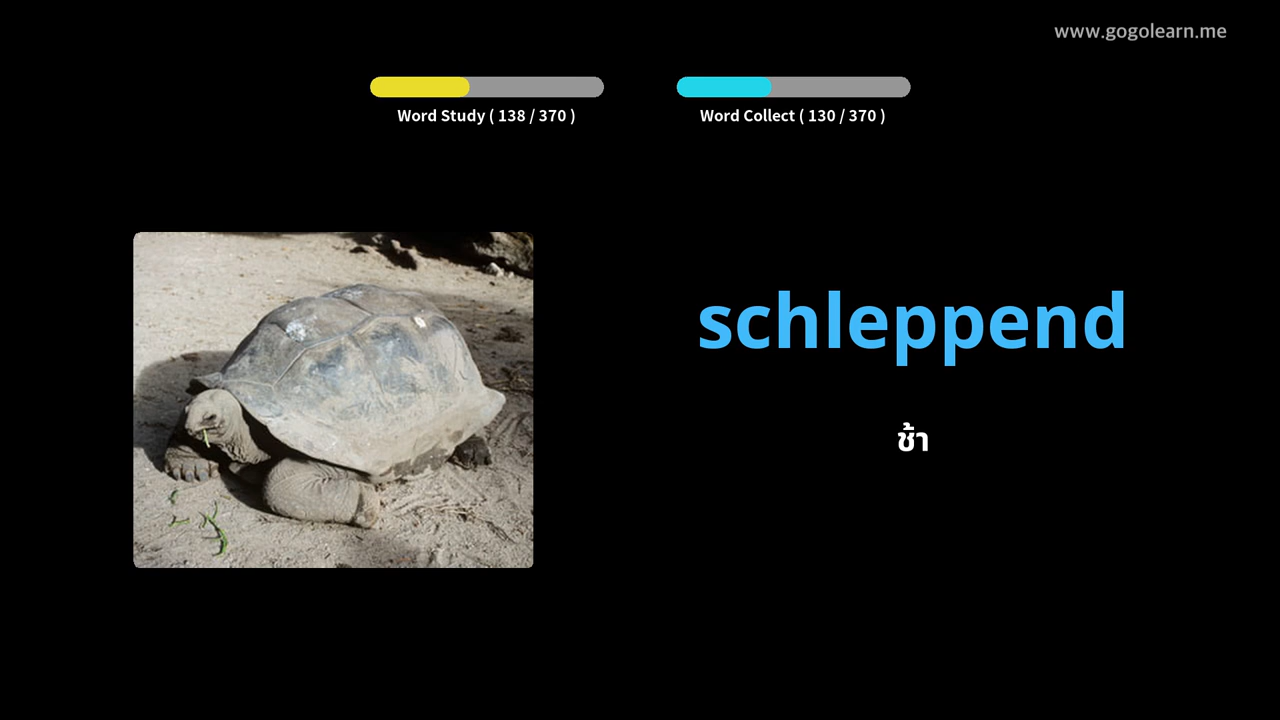 www.gogolearn.me
Word Study ( 138 / 370 )
Word Collect ( 130 / 370 )
schleppend
ช้า